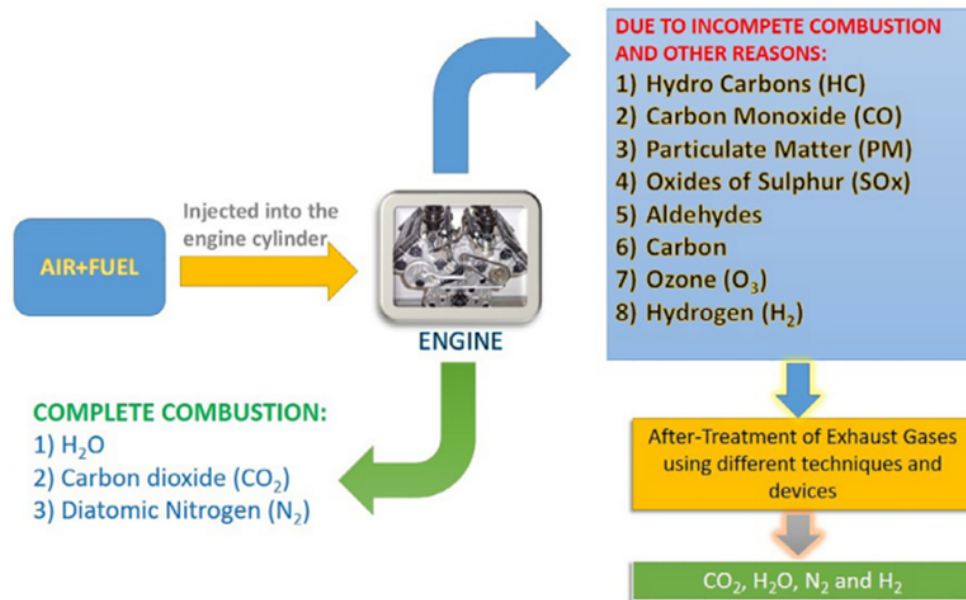 AIR+FUEL
Injected into the
engine cylinder
ENGINE
COMPLETE COMBUSTION:
1) H₂O
2) Carbon dioxide (CO₂)
3) Diatomic Nitrogen (N₂)
DUE TO INCOMPETE COMBUSTION
AND OTHER REASONS:
1) Hydro Carbons (HC)
2) Carbon Monoxide (CO)
3) Particulate Matter (PM)
4) Oxides of Sulphur (SOx)
5) Aldehydes
6) Carbon
7) Ozone (O₃)
8) Hydrogen (H₂)
After-Treatment of Exhaust Gases
using different techniques and
devices
CO₂, H₂O, N₂ and H₂